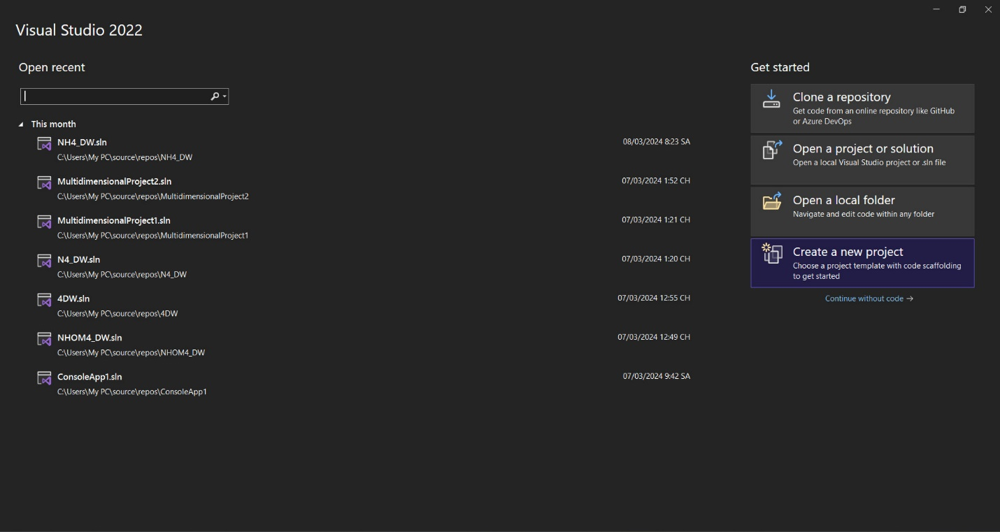 Visual Studio 2022
Open recent
This month
NH4_DW.sln
08/03/2024 8:23 SA
C:\Users\My PC\source\repos\NH4_DW
MultidimensionalProject2.sln
07/03/2024 1:52 CH
C:\Users\My PC\source\repos\MultidimensionalProject2
MultidimensionalProject1.sln
07/03/2024 1:21 CH
C:\Users\My PC\source\repos\MultidimensionalProject1
N4_DW.sln
07/03/2024 1:20 CH
C:\Users\My PC\source\repos\N4_DW
4DW.sln
07/03/2024 12:55 CH
C:\Users\My PC\source\repos\4DW
NHOM4_DW.sln
07/03/2024 12:49 CH
C:\Users\My PC\source\repos\NHOM4_DW
ConsoleApp1.sln
07/03/2024 9:42 SA
C:\Users\My PC\source\repos\ConsoleApp1
Get started
Clone a repository
Get code from an online repository like GitHub
or Azure DevOps
Open a project or solution
Open a local Visual Studio project or .sln file
Open a local folder
Navigate and edit code within any folder
Create a new project
Choose a project template with code scaffolding
to get started
Continue without code →